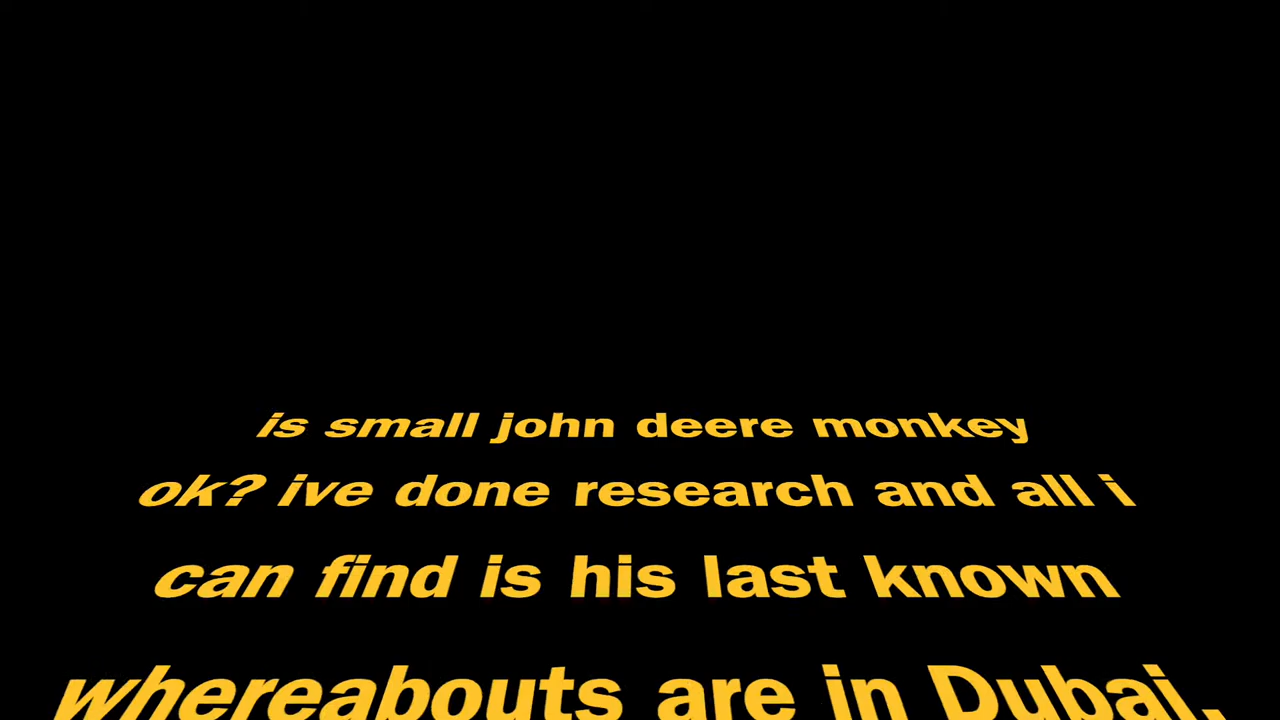 is small john deere monkey
ok? ive done research and all i
can find is his last known
whereabouts are in Dubai,